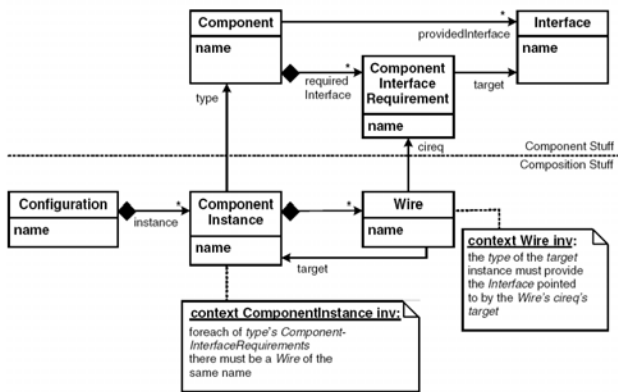 Component
name
*
providedInterface
Interface
name
*
required
Interface
Component
Interface
Requirement
name
target
type
cireq
Component Stuff
Composition Stuff
Configuration
name
*
instance
Component
Instance
name
*
Wire
name
target
context Wire inv:
the type of the target
instance must provide
the Interface pointed
to by the Wire's cireq's
target
context ComponentInstance inv:
foreach of type's Component-
InterfaceRequirements
there must be a Wire of the
same name